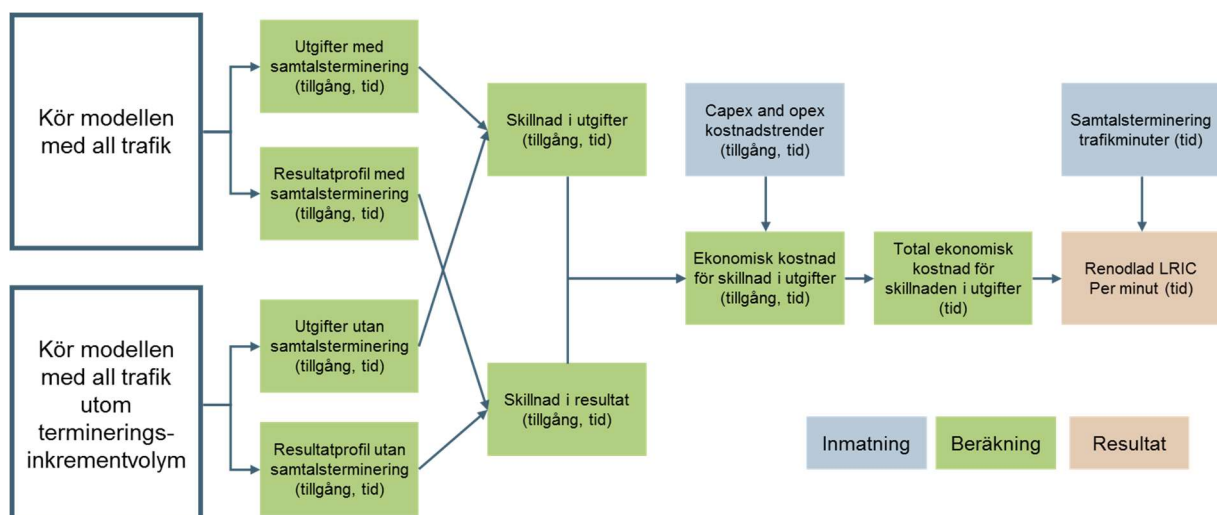 Kör modellen
med all trafik
Utgifter med
samtalsterminering
(tillgång, tid)
Resultatprofil med
samtalsterminering
(tillgång, tid)
Kör modellen
med all trafik
utom
terminerings-
inkrementvolym
Utgifter utan
samtalsterminering
(tillgång, tid)
Resultatprofil utan
samtalsterminering
(tillgång, tid)
Skillnad i utgifter
(tillgång, tid)
Skillnad i resultat
(tillgång, tid)
Capex and opex
kostnadstrender
(tillgång, tid)
Ekonomisk kostnad
för skillnad i utgifter
(tillgång, tid)
Total ekonomisk
kostnad för
skillnaden i utgifter
(tid)
Samtalsterminering
trafikminuter (tid)
Renodlad LRIC
Per minut (tid)
Inmatning
Beräkning
Resultat